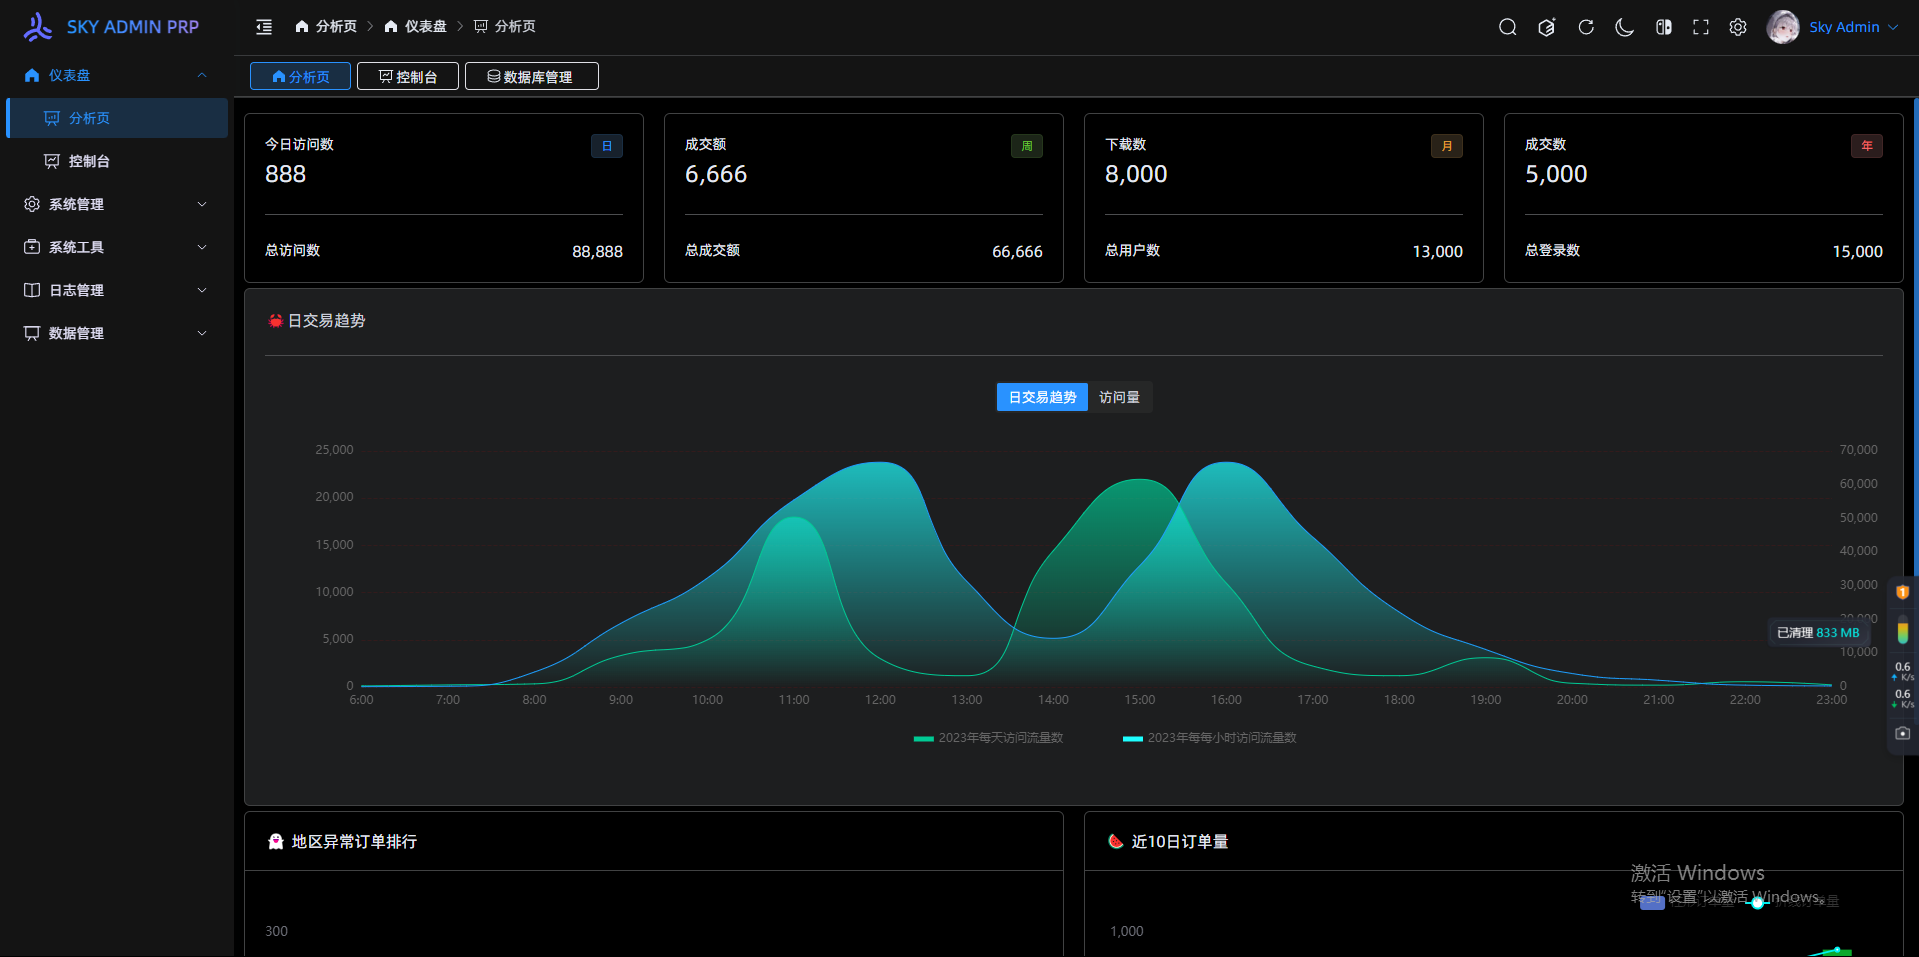 SKY ADMIN PRP
分析页
仪表盘
分析页
Sky Admin
仪表盘
分析页
控制台
系统管理
系统工具
日志管理
数据管理
分析页
控制台
数据库管理
今日访问数
日
888
总访问数
88,888
成交额
周
6,666
总成交额
66,666
下载数
月
8,000
总用户数
13,000
成交数
年
5,000
总登录数
15,000
日交易趋势
日交易趋势
访问量
25,000
20,000
15,000
10,000
5,000
0
70,000
60,000
50,000
40,000
30,000
10,000
0
6:00 7:00 8:00 9:00 10:00 11:00 12:00 13:00 14:00 15:00 16:00 17:00 18:00 19:00 20:00 21:00 22:00 23:00
2023年每天访问流量数
2023年每每小时访问流量数
1
已清理 833 MB
0.6
K/s
0.6
K/s
地区异常订单排行
300
近10日订单量
1,000
激活 Windows
转到"设置"以激活 Windows。